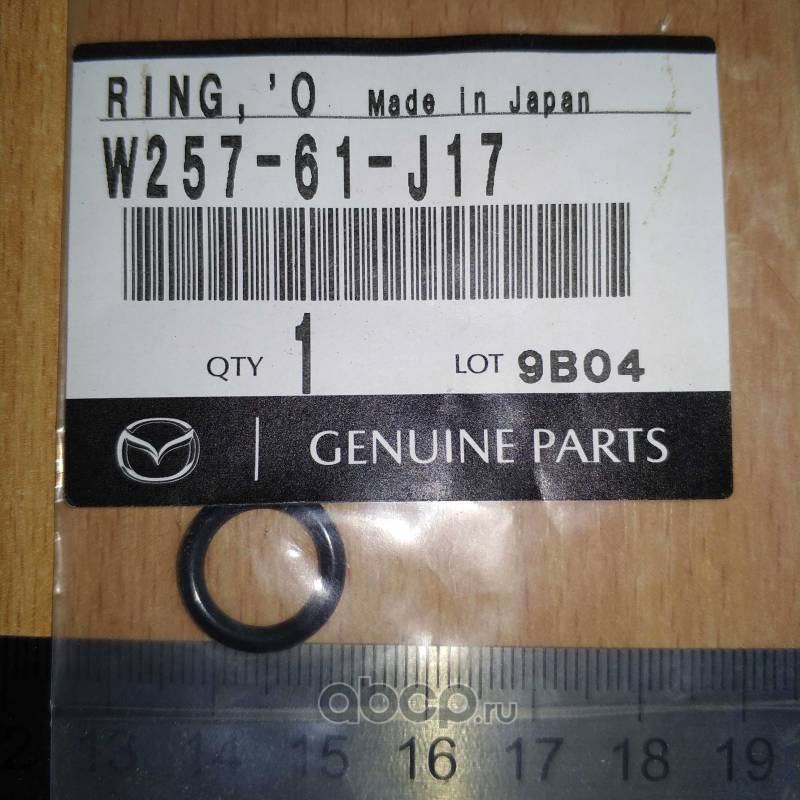 RING, 'O Made in Japan
W257-61-J17
QTY 1 LOT 9B04
GENUINE PARTS
abcp.ru
13 14 15 16 17 18 19